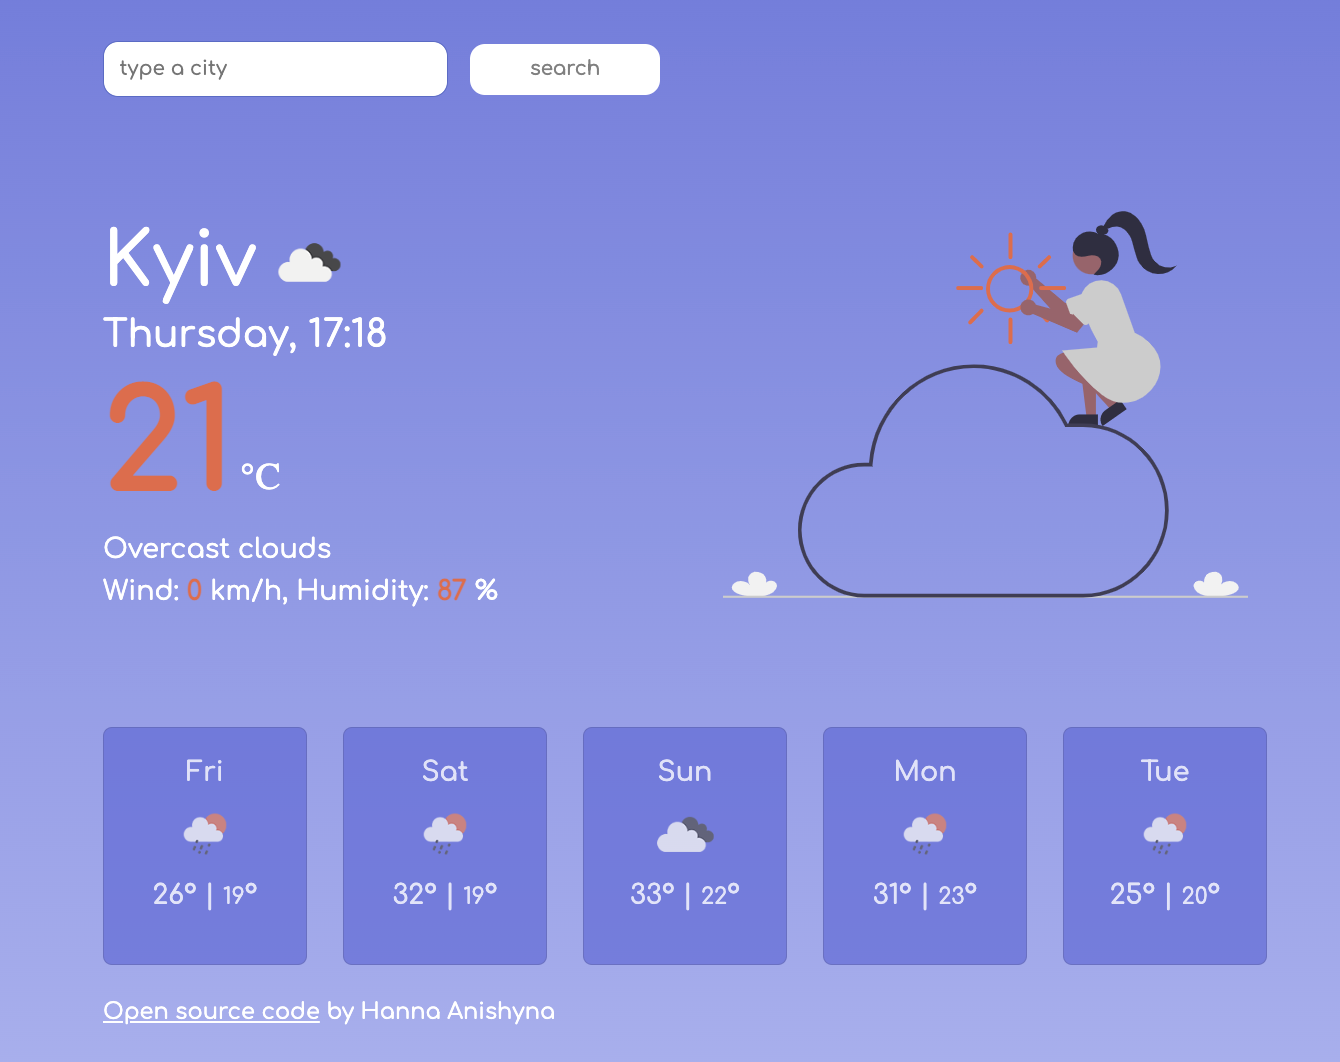 type a city
search
Kyiv
Thursday, 17:18
21 °C
Overcast clouds
Wind: 0 km/h, Humidity: 87 %
Fri
Sat
Sun
Mon
Tue
26° | 19°
32° | 19°
33° | 22°
31° | 23°
25° | 20°
Open source code by Hanna Anishyna